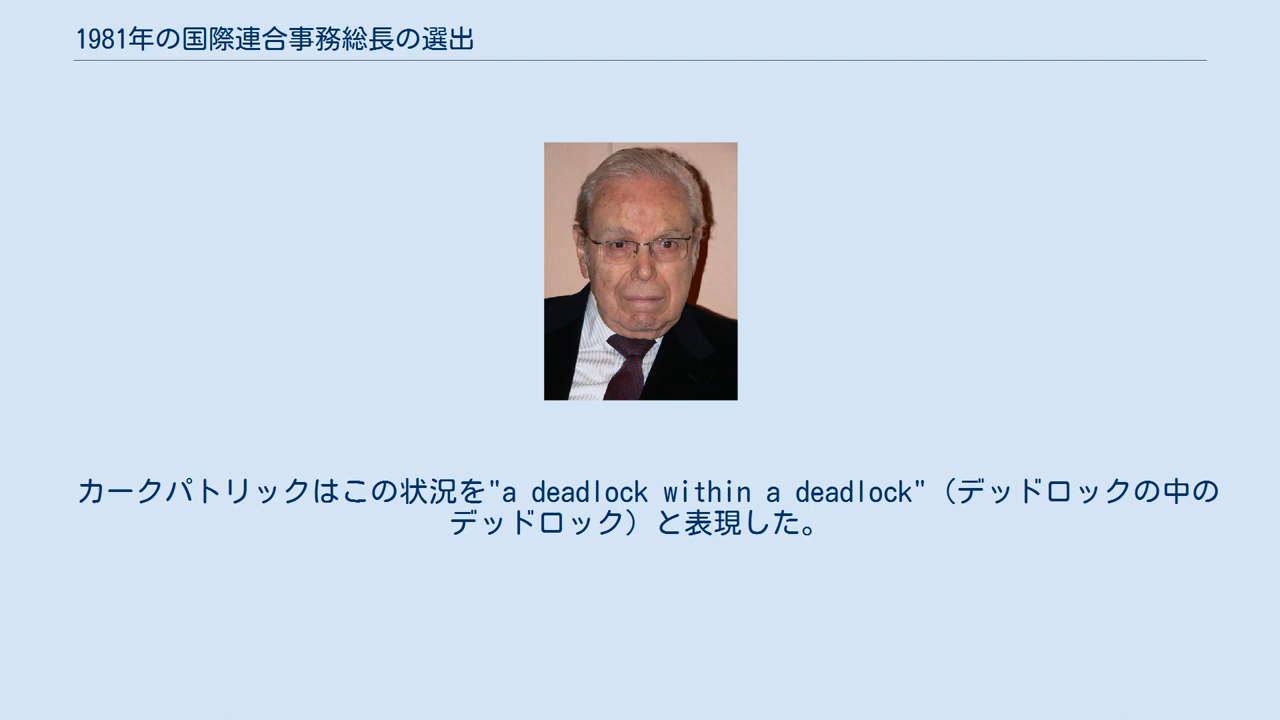 1981年の国際連合事務総長の選出
カークパトリックはこの状況を"a deadlock within a deadlock"（デッドロックの中の
デッドロック）と表現した。